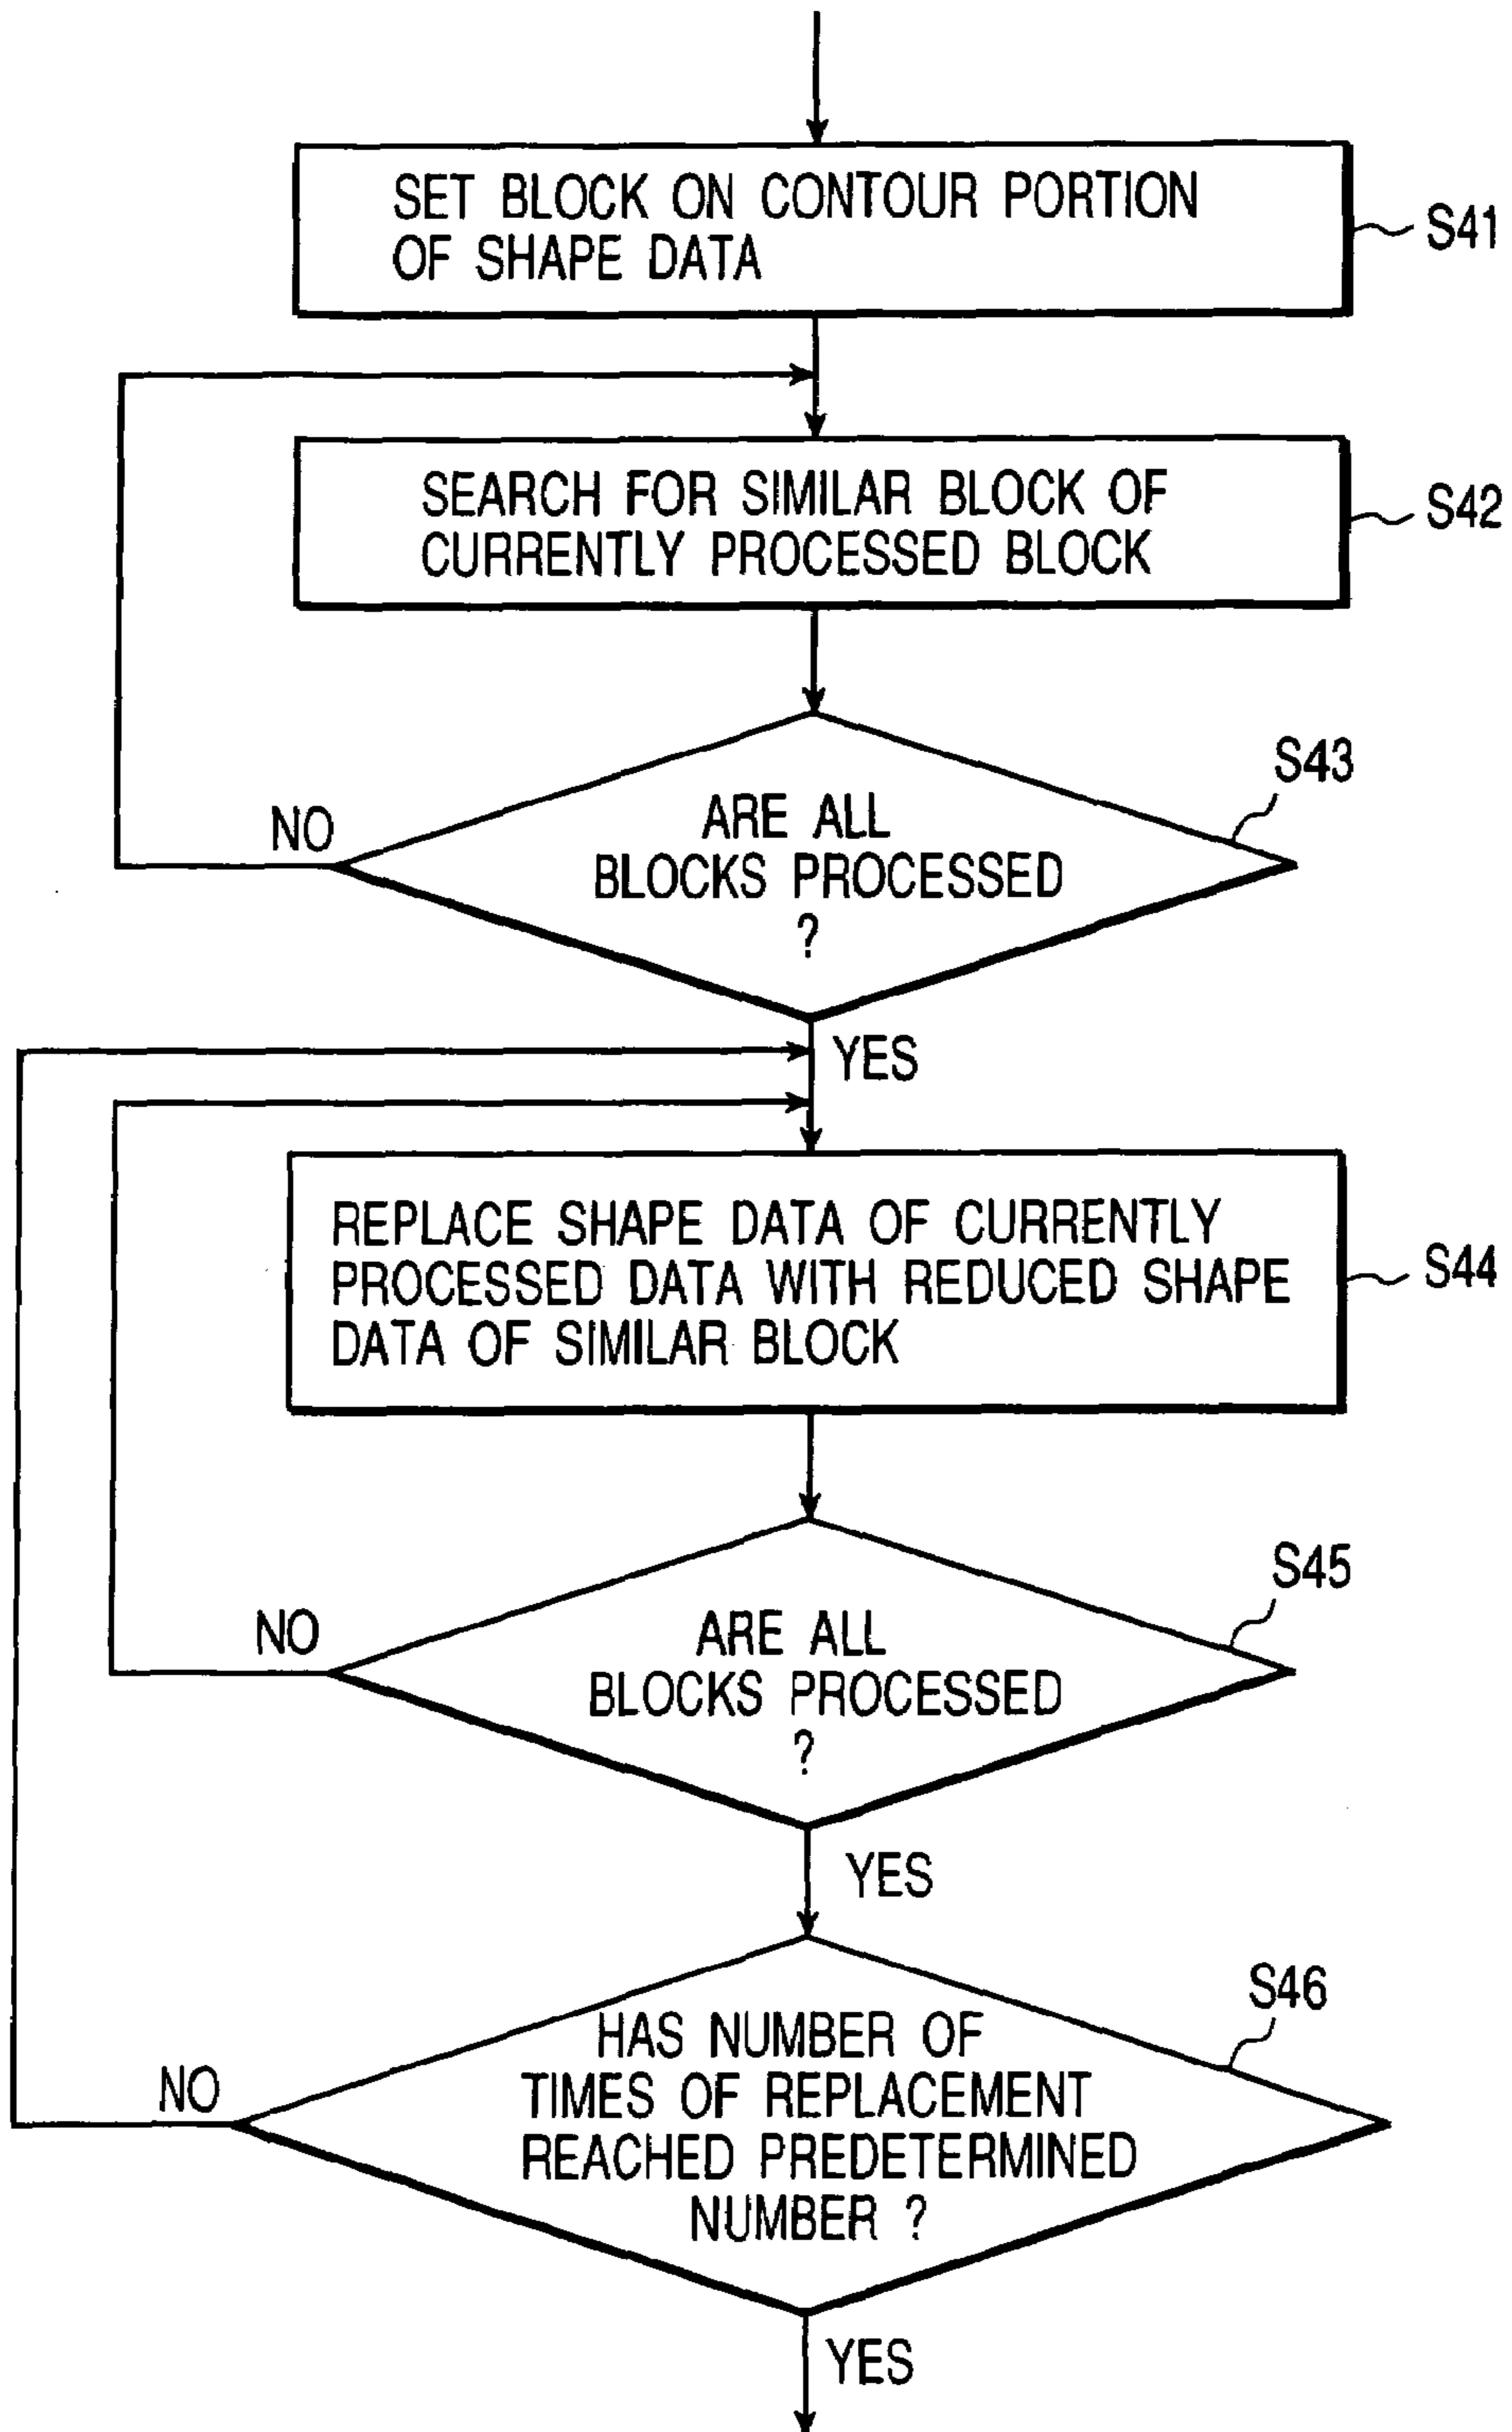 SET BLOCK ON CONTOUR PORTION
OF SHAPE DATA
S41
SEARCH FOR SIMILAR BLOCK OF
CURRENTLY PROCESSED BLOCK
S42
S43
NO
ARE ALL
BLOCKS PROCESSED
?
YES
REPLACE SHAPE DATA OF CURRENTLY
PROCESSED DATA WITH REDUCED SHAPE
DATA OF SIMILAR BLOCK
S44
S45
NO
ARE ALL
BLOCKS PROCESSED
?
YES
S46
NO
HAS NUMBER OF
TIMES OF REPLACEMENT
REACHED PREDETERMINED
NUMBER ?
YES